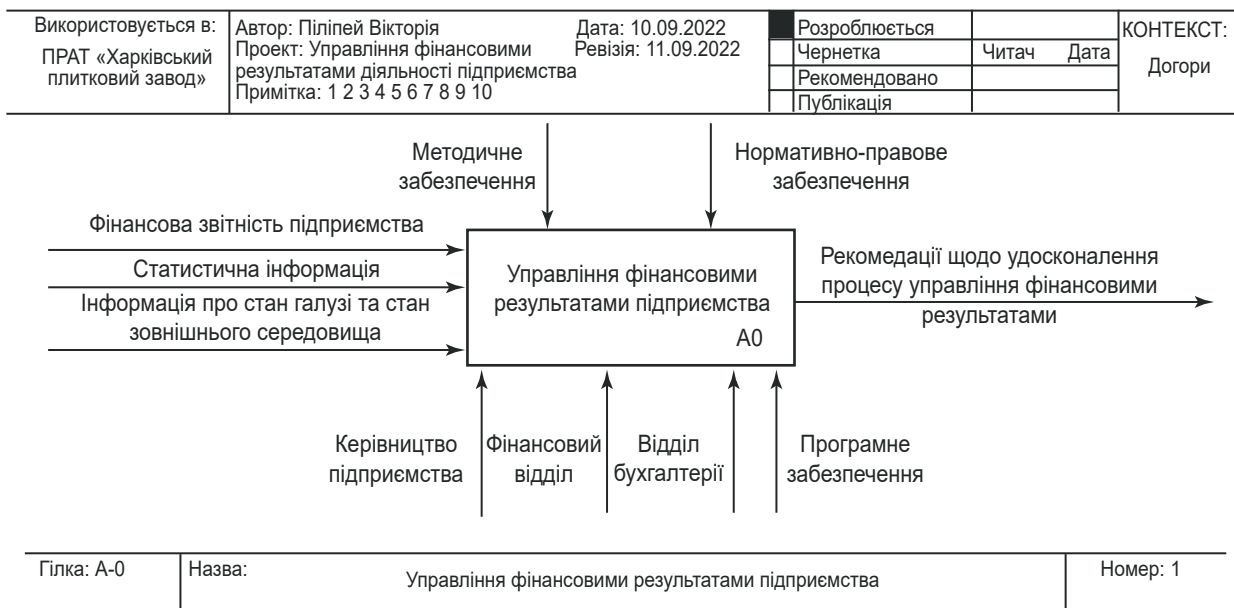 Використовується в:
ПРАТ «Харківський
плитковий завод»
Автор: Піліпей Вікторія
Дата: 10.09.2022
Проект: Управління фінансовими
Ревізія: 11.09.2022
результатами діяльності підприємства
Примітка: 1 2 3 4 5 6 7 8 9 10
Розроблюється
Чернетка
Читач
Дата
Рекомендовано
Публікація
КОНТЕКСТ:
Догори
Методичне
забезпечення
Нормативно-правове
забезпечення
Фінансова звітність підприємства
Статистична інформація
Інформація про стан галузі та стан
зовнішнього середовища
Управління фінансовими
результатами підприємства
А0
Рекомедації щодо удосконалення
процесу управління фінансовими
результатами
Керівництво
підприємства
Фінансовий
відділ
Відділ
бухгалтерії
Програмне
забезпечення
Гілка: А-0
Назва:
Управління фінансовими результатами підприємства
Номер: 1